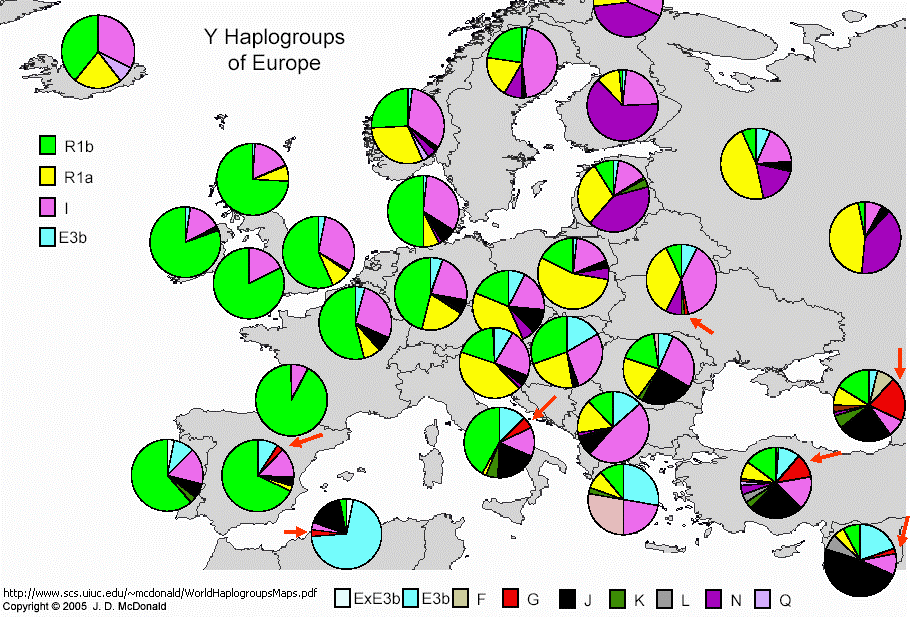 Y Haplogroups
of Europe
R1b
R1a
I
E3b
http://www.scs.uiuc.edu/~mcdonald/WorldHaplogroupsMaps.pdf
Copyright © 2005 J. D. McDonald
ExE3b E3b F G J K L N Q